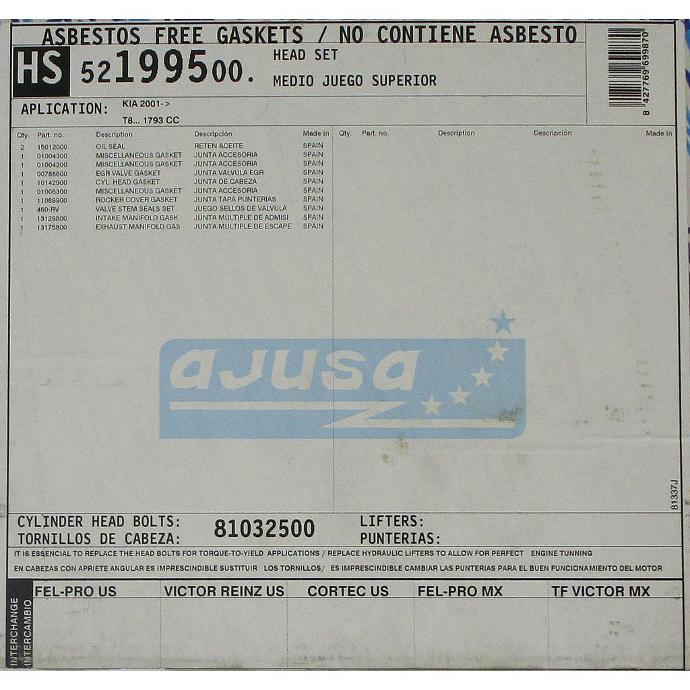 ASBESTOS FREE GASKETS / NO CONTIENE ASBESTO
HS 5219950O.
HEAD SET
MEDIO JUEGO SUPERIOR
8 427769 699870
APLICATION: KIA 2001->
T8... 1793 CC
Qty. Part. no. Description Descripción Made in Qty. Part. no. Description Descripción Made in
2 15012000 OIL SEAL RETEN ACEITE SPAIN
1 01004300 MISCELLANEOUS GASKET JUNTA ACCESORIA SPAIN
1 01004200 MISCELLANEOUS GASKET JUNTA ACCESORIA SPAIN
1 00788600 EGR VALVE GASKET JUNTA VALVULA EGR SPAIN
1 10142900 CYL. HEAD GASKET JUNTA DE CABEZA SPAIN
1 01006300 MISCELLANEOUS GASKET JUNTA ACCESORIA SPAIN
1 11069900 ROCKER COVER GASKET JUNTA TAPA PUNTERIAS SPAIN
1 460-RV VALVE STEM SEALS SET JUEGO SELLOS DE VALVULA SPAIN
1 13129800 INTAKE MANIFOLD GASK JUNTA MULTIPLE DE ADMISI SPAIN
1 13175800 EXHAUST MANIFOLD GAS JUNTA MULTIPLE DE ESCAPE SPAIN
AJUSA
81337J
CYLINDER HEAD BOLTS:
TORNILLOS DE CABEZA:
81032500
LIFTERS:
PUNTERIAS:
IT IS ESSENCIAL TO REPLACE THE HEAD BOLTS FOR TORQUE-TO-YIELD APPLICATIONS / REPLACE HYDRAULIC LIFTERS TO ALLOW FOR PERFECT ENGINE TUNNING
EN CABEZAS CON APRIETE ANGULAR ES IMPRESCINDIBLE SUSTITUIR LOS TORNILLOS/ ES IMPRESCINDIBLE CAMBIAR LAS PUNTERIAS PARA EL BUEN FUNCIONAMIENTO DEL MOTOR
INTERCHANGE
INTERCAMBIO
FEL-PRO US VICTOR REINZ US CORTEC US FEL-PRO MX TF VICTOR MX